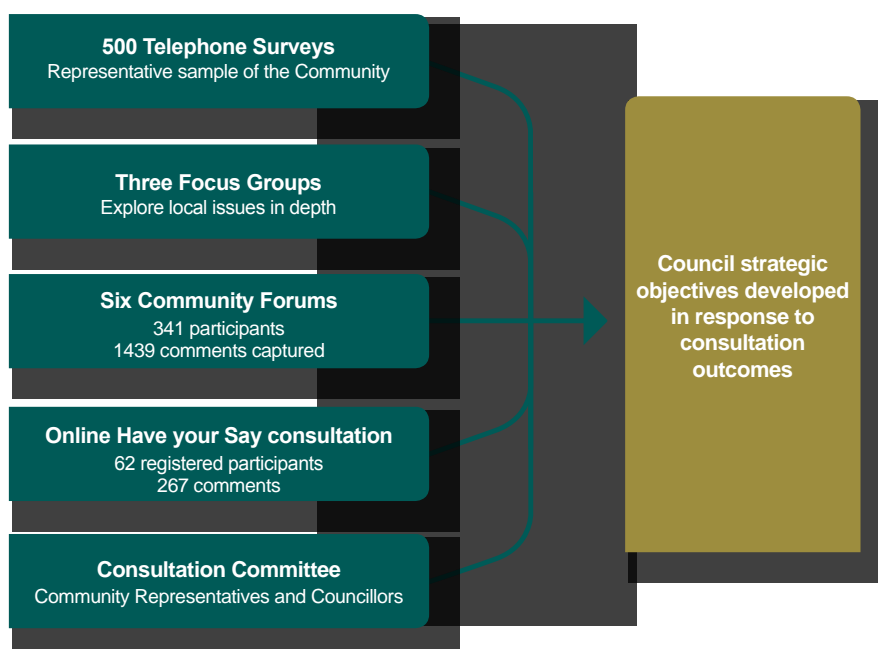 500 Telephone Surveys
Representative sample of the Community
Three Focus Groups
Explore local issues in depth
Six Community Forums
341 participants
1439 comments captured
Online Have your Say consultation
62 registered participants
267 comments
Consultation Committee
Community Representatives and Councillors
Council strategic
objectives developed
in response to
consultation
outcomes